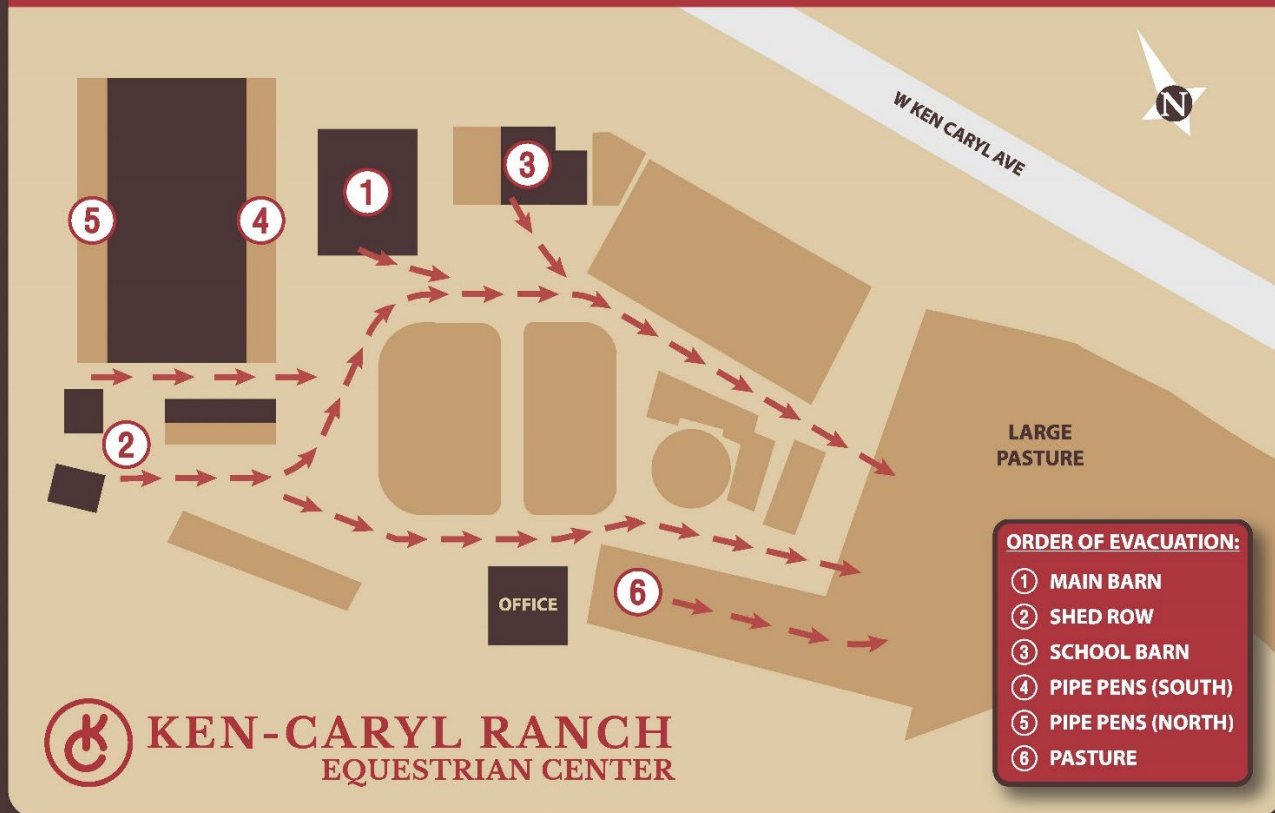 W KEN CARYL AVE
N
5
4
1
3
2
LARGE
PASTURE
OFFICE
6
ORDER OF EVACUATION:
1 MAIN BARN
2 SHED ROW
3 SCHOOL BARN
4 PIPE PENS (SOUTH)
5 PIPE PENS (NORTH)
6 PASTURE
KC
KEN-CARYL RANCH
EQUESTRIAN CENTER